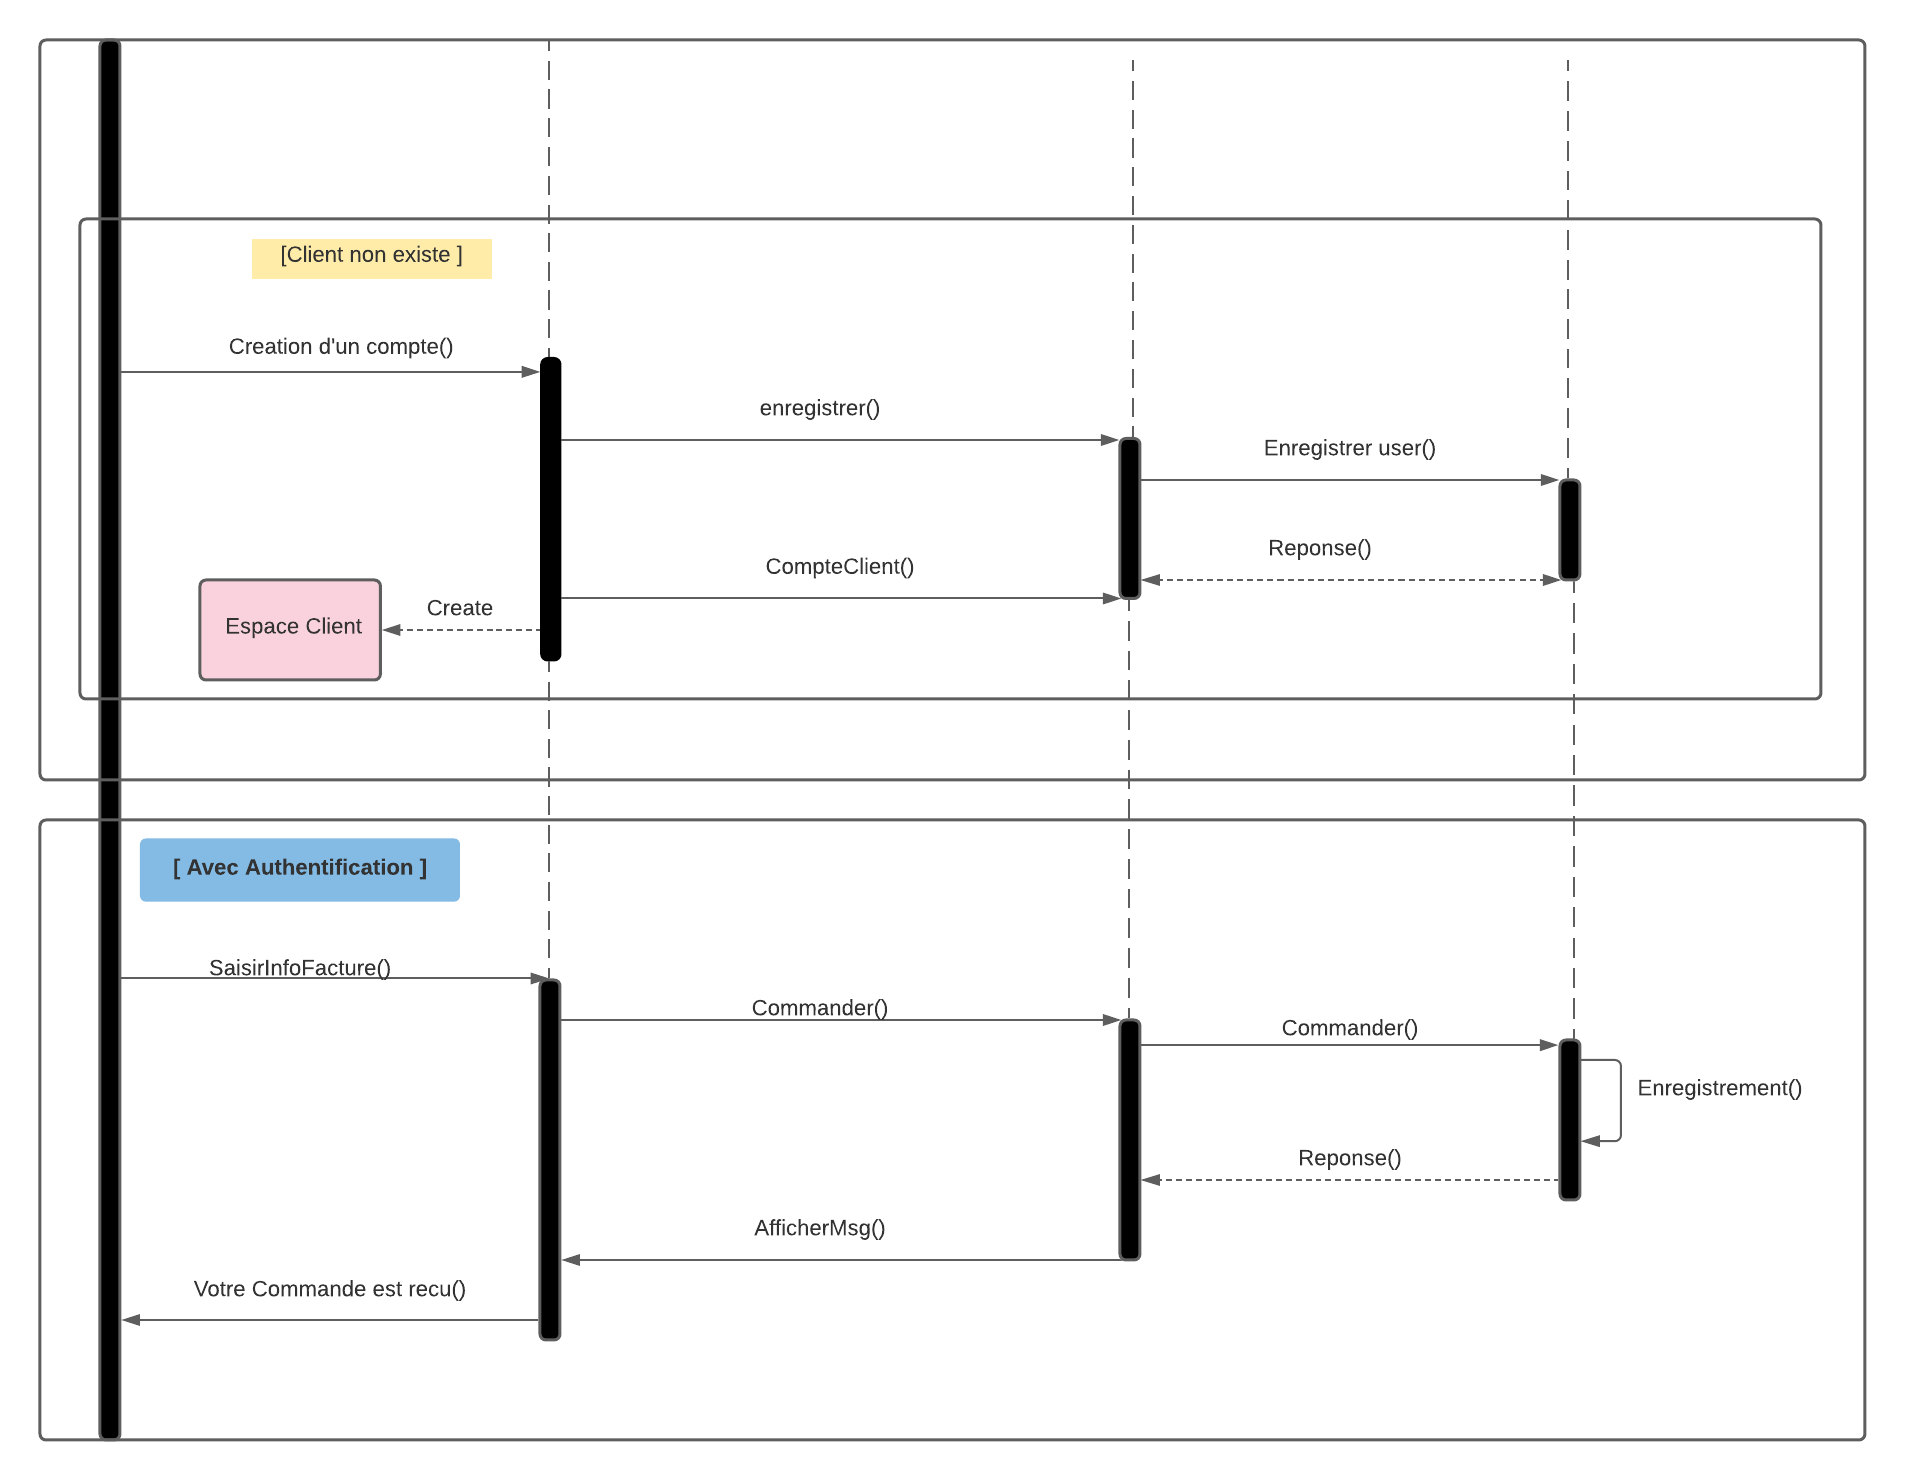 [Client non existe ]
Creation d'un compte()
enregistrer()
Enregistrer user()
Reponse()
CompteClient()
Create
Espace Client
[ Avec Authentification ]
SaisirInfoFacture()
Commander()
Commander()
Enregistrement()
Reponse()
AfficherMsg()
Votre Commande est recu()